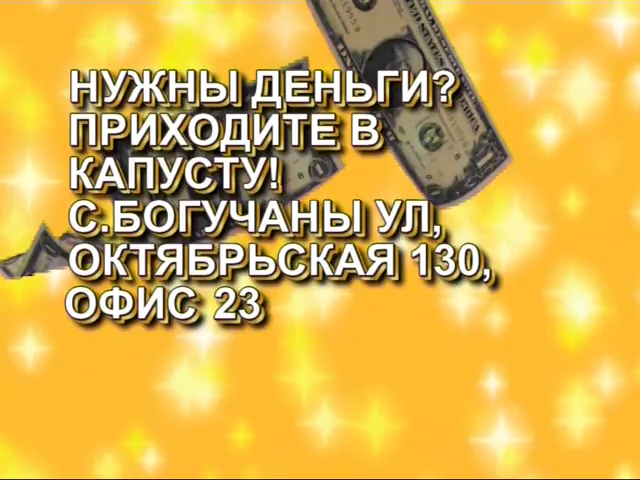 НУЖНЫ ДЕНЬГИ?
ПРИХОДИТЕ В
КАПУСТУ!
С.БОГУЧАНЫ УЛ,
ОКТЯБРЬСКАЯ 130,
ОФИС 23